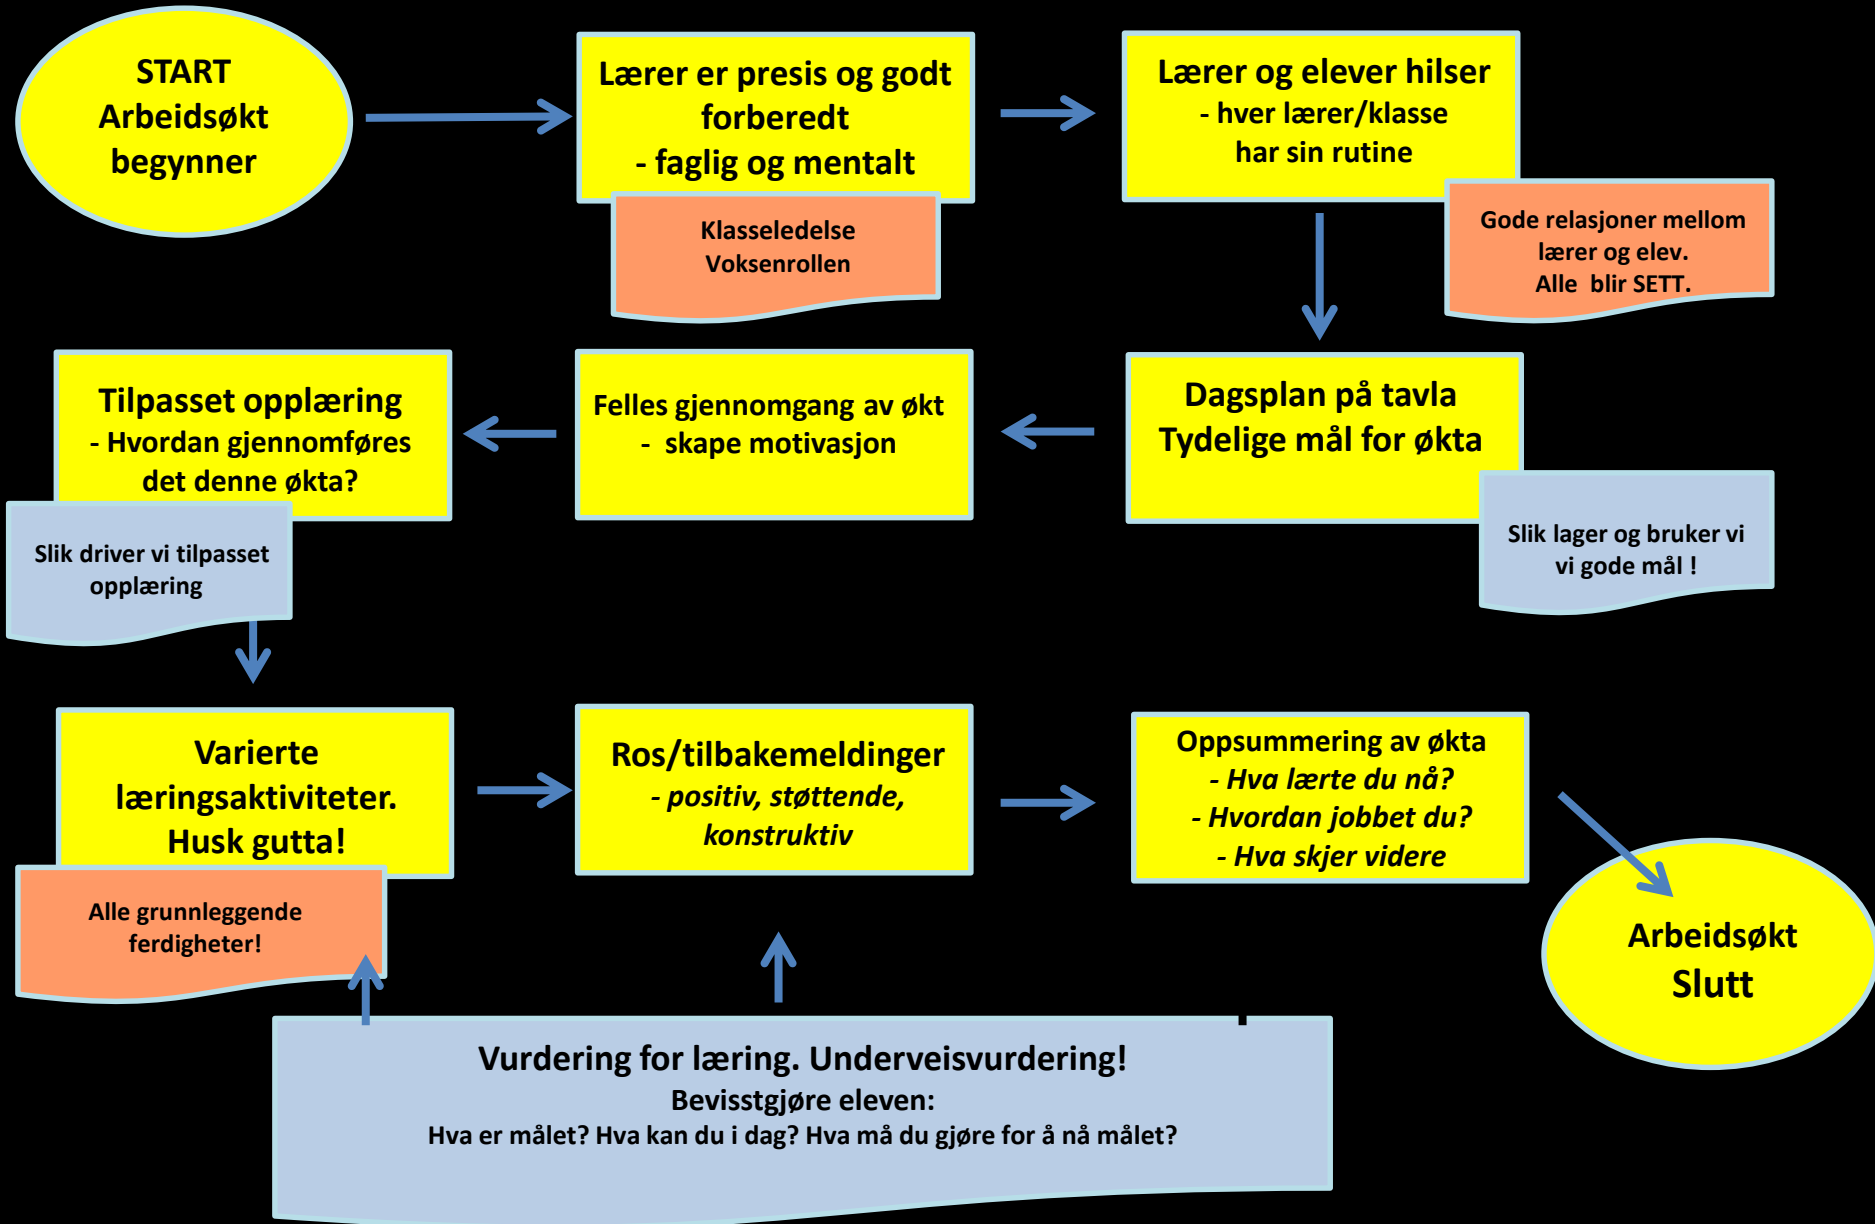 START
Arbeidsøkt
begynner
Lærer er presis og godt
forberedt
- faglig og mentalt
Klasseledelse
Voksenrollen
Lærer og elever hilser
- hver lærer/klasse
har sin rutine
Gode relasjoner mellom
lærer og elev.
Alle  blir SETT.
Dagsplan på tavla
Tydelige mål for økta
Slik lager og bruker vi
vi gode mål !
Felles gjennomgang av økt
-  skape motivasjon
Tilpasset opplæring
- Hvordan gjennomføres
det denne økta?
Slik driver vi tilpasset
opplæring
Varierte
læringsaktiviteter.
Husk gutta!
Alle grunnleggende
ferdigheter!
Ros/tilbakemeldinger
- positiv, støttende,
konstruktiv
Oppsummering av økta
- Hva lærte du nå?
- Hvordan jobbet du?
- Hva skjer videre
Arbeidsøkt
Slutt
Vurdering for læring. Underveisvurdering!
Bevisstgjøre eleven:
Hva er målet? Hva kan du i dag? Hva må du gjøre for å nå målet?